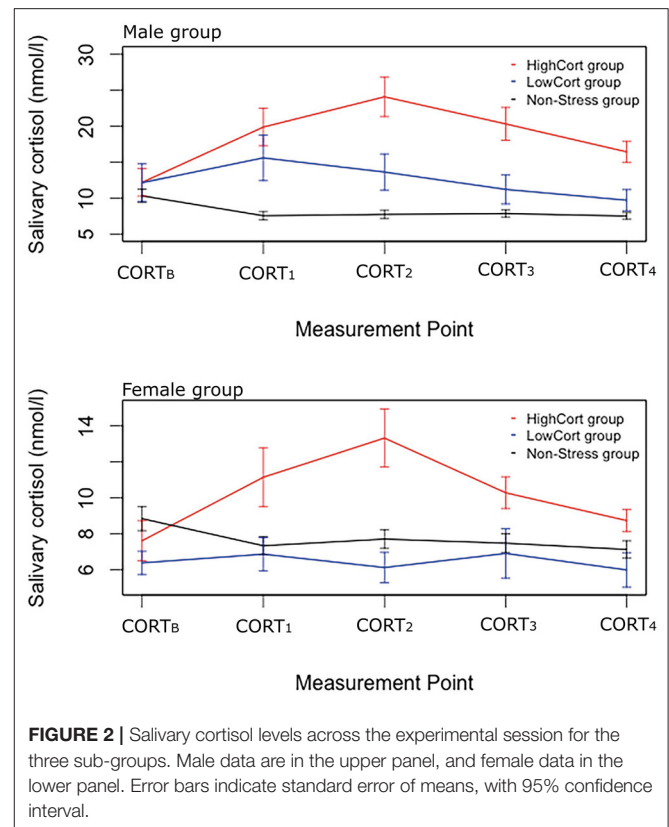 Male group
Salivary cortisol (nmol/l)
30
20
10
5
HighCort group
LowCort group
Non-Stress group
CORTB CORT1 CORT2 CORT3 CORT4
Measurement Point
Female group
Salivary cortisol (nmol/l)
14
10
8
6
HighCort group
LowCort group
Non-Stress group
CORTB CORT1 CORT2 CORT3 CORT4
Measurement Point
FIGURE 2 | Salivary cortisol levels across the experimental session for the
three sub-groups. Male data are in the upper panel, and female data in the
lower panel. Error bars indicate standard error of means, with 95% confidence
interval.